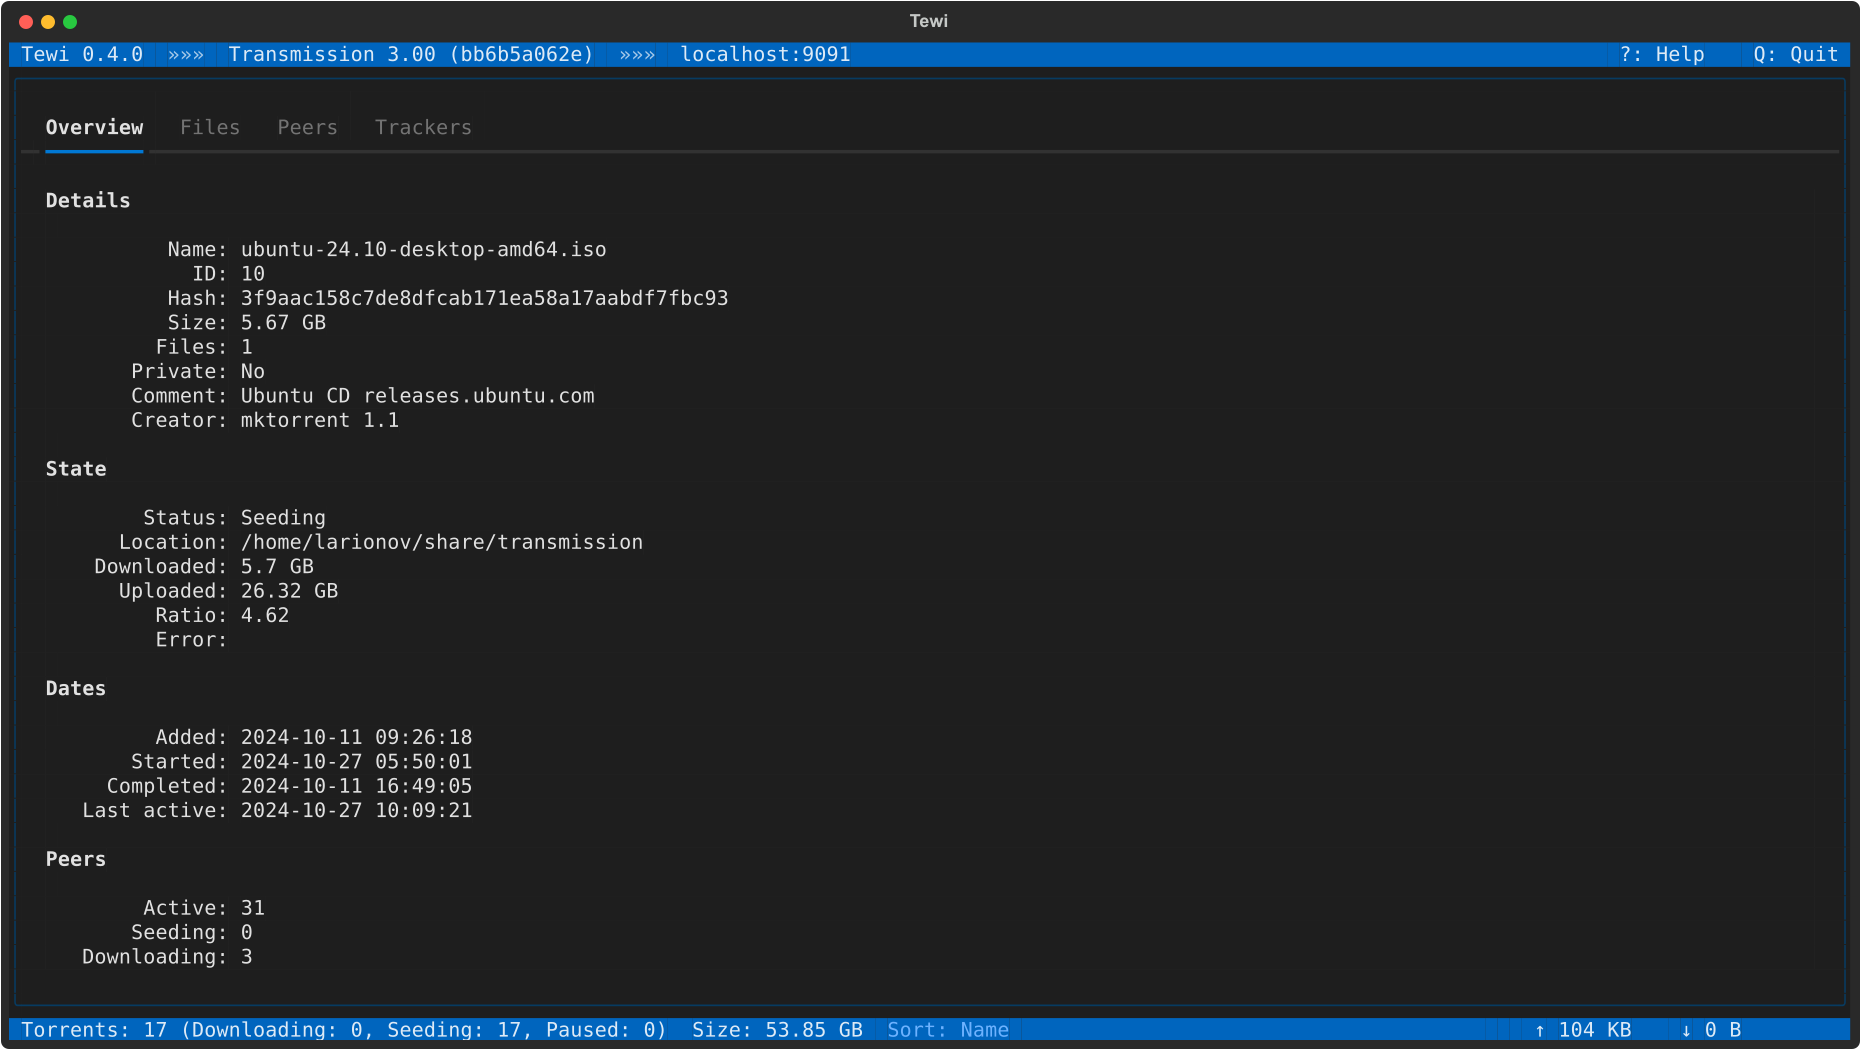 Tewi
Tewi 0.4.0 »»» Transmission 3.00 (bb6b5a062e) »»» localhost:9091 ?: Help Q: Quit
Overview Files Peers Trackers
Details
Name: ubuntu-24.10-desktop-amd64.iso
ID: 10
Hash: 3f9aac158c7de8dfcab171ea58a17aabdf7fbc93
Size: 5.67 GB
Files: 1
Private: No
Comment: Ubuntu CD releases.ubuntu.com
Creator: mktorrent 1.1
State
Status: Seeding
Location: /home/larionov/share/transmission
Downloaded: 5.7 GB
Uploaded: 26.32 GB
Ratio: 4.62
Error:
Dates
Added: 2024-10-11 09:26:18
Started: 2024-10-27 05:50:01
Completed: 2024-10-11 16:49:05
Last active: 2024-10-27 10:09:21
Peers
Active: 31
Seeding: 0
Downloading: 3
Torrents: 17 (Downloading: 0, Seeding: 17, Paused: 0) Size: 53.85 GB Sort: Name ↑ 104 KB ↓ 0 B